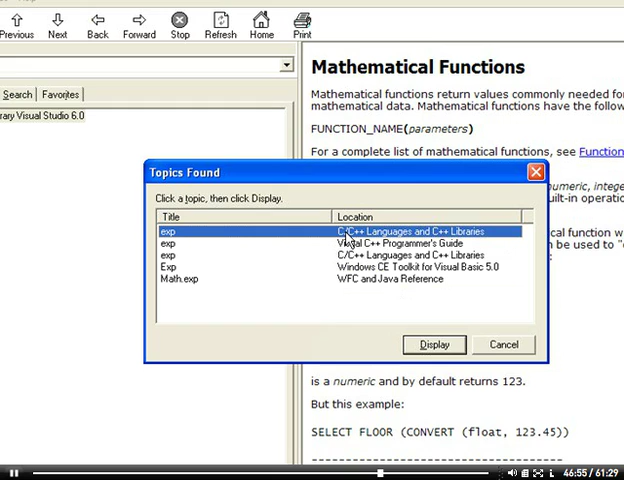 Previous Next Back Forward Stop Refresh Home Print
Search Favorites
rary Visual Studio 6.0
Mathematical Functions
Mathematical functions return values commonly needed fo
mathematical data. Mathematical functions have the follow
FUNCTION_NAME(parameters)
For a complete list of mathematical functions, see Function
Topics Found
Click a topic, then click Display.
Title Location
exp C/C++ Languages and C++ Libraries
exp Visual C++ Programmer's Guide
exp C/C++ Languages and C++ Libraries
Exp Windows CE Toolkit for Visual Basic 5.0
Math.exp WFC and Java Reference
Display Cancel
numeric, intege
uilt-in operatio
al function w
n be used to "
is a numeric and by default returns 123.
But this example:
SELECT FLOOR (CONVERT (float, 123.45))
46:55 / 61:29